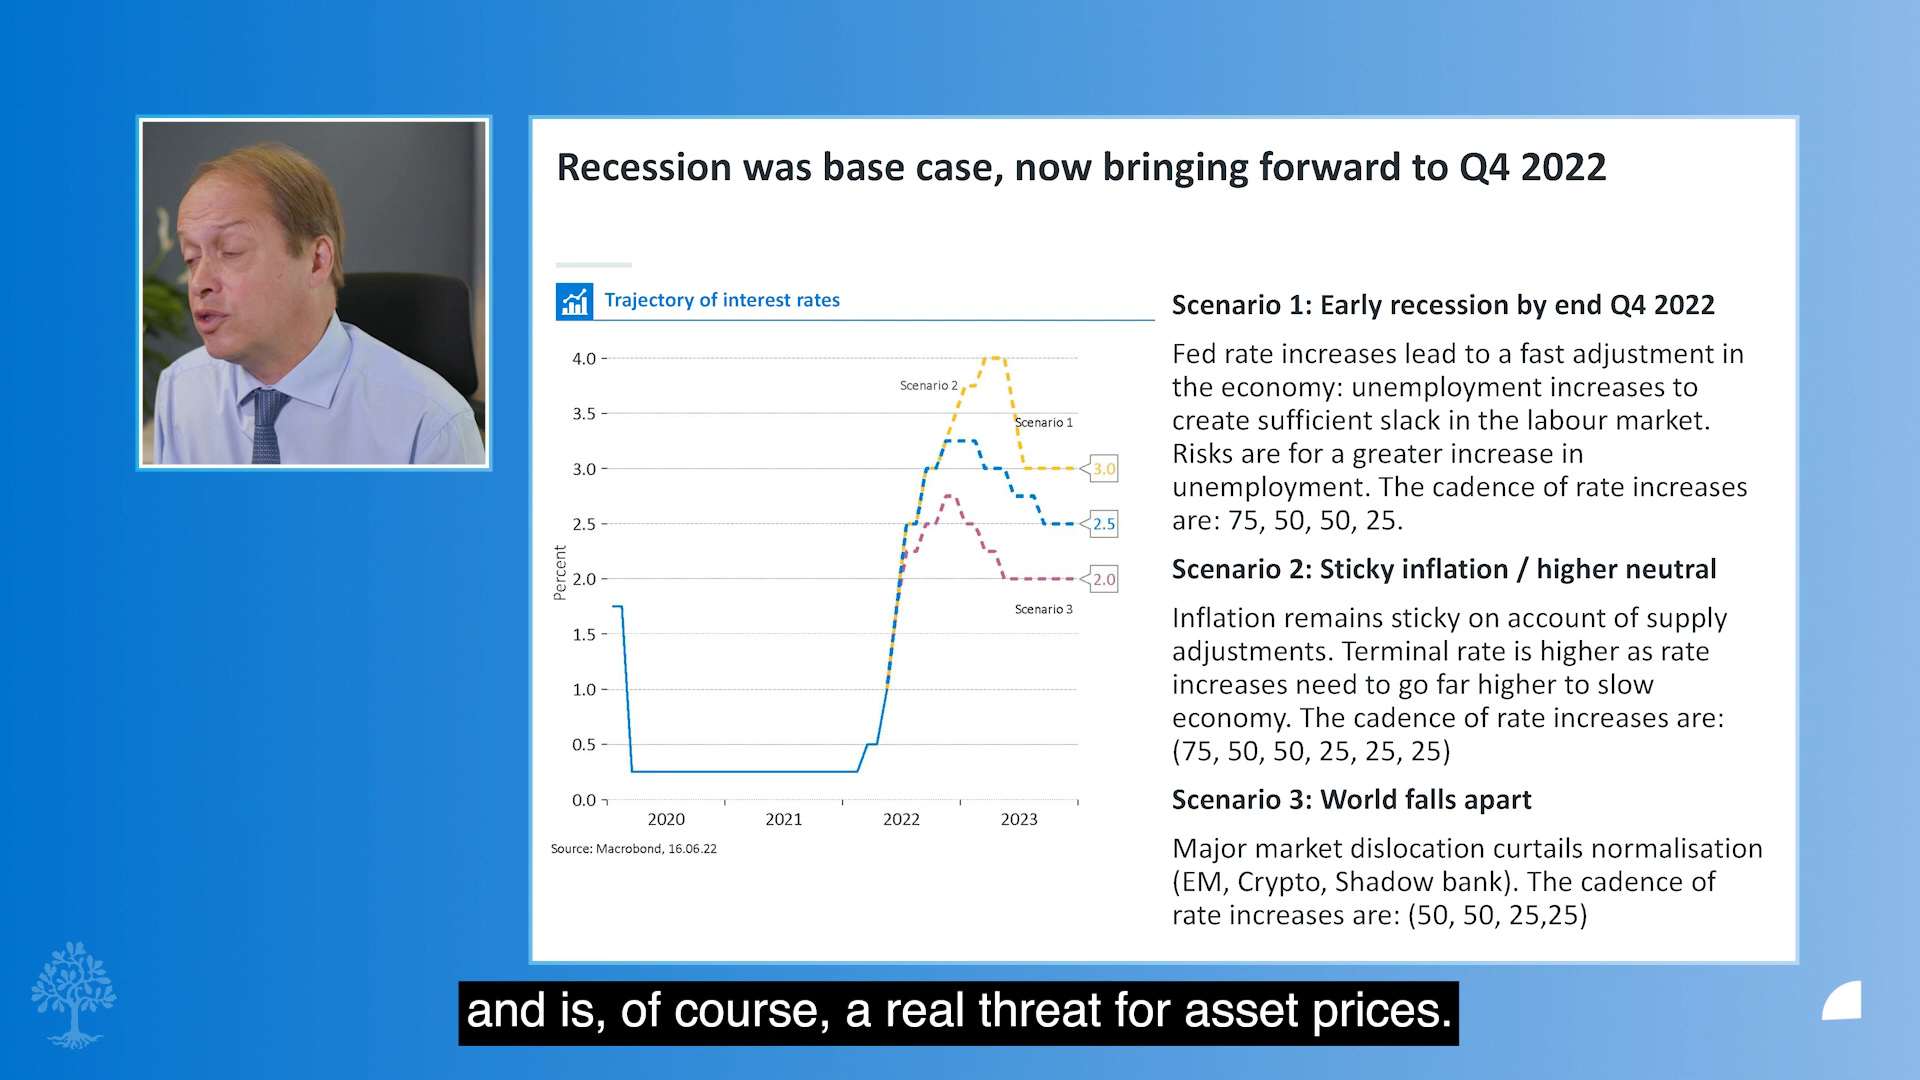 Recession was base case, now bringing forward to Q4 2022
Trajectory of interest rates
4.0
3.5
3.0
2.5
2.0
1.5
1.0
0.5
0.0
Percent
Scenario 2
Scenario 1
Scenario 3
3.0
2.5
2.0
2020 2021 2022 2023
Source: Macrobond, 16.06.22
Scenario 1: Early recession by end Q4 2022
Fed rate increases lead to a fast adjustment in
the economy: unemployment increases to
create sufficient slack in the labour market.
Risks are for a greater increase in
unemployment. The cadence of rate increases
are: 75, 50, 50, 25.
Scenario 2: Sticky inflation / higher neutral
Inflation remains sticky on account of supply
adjustments. Terminal rate is higher as rate
increases need to go far higher to slow
economy. The cadence of rate increases are:
(75, 50, 50, 25, 25, 25)
Scenario 3: World falls apart
Major market dislocation curtails normalisation
(EM, Crypto, Shadow bank). The cadence of
rate increases are: (50, 50, 25,25)
and is, of course, a real threat for asset prices.